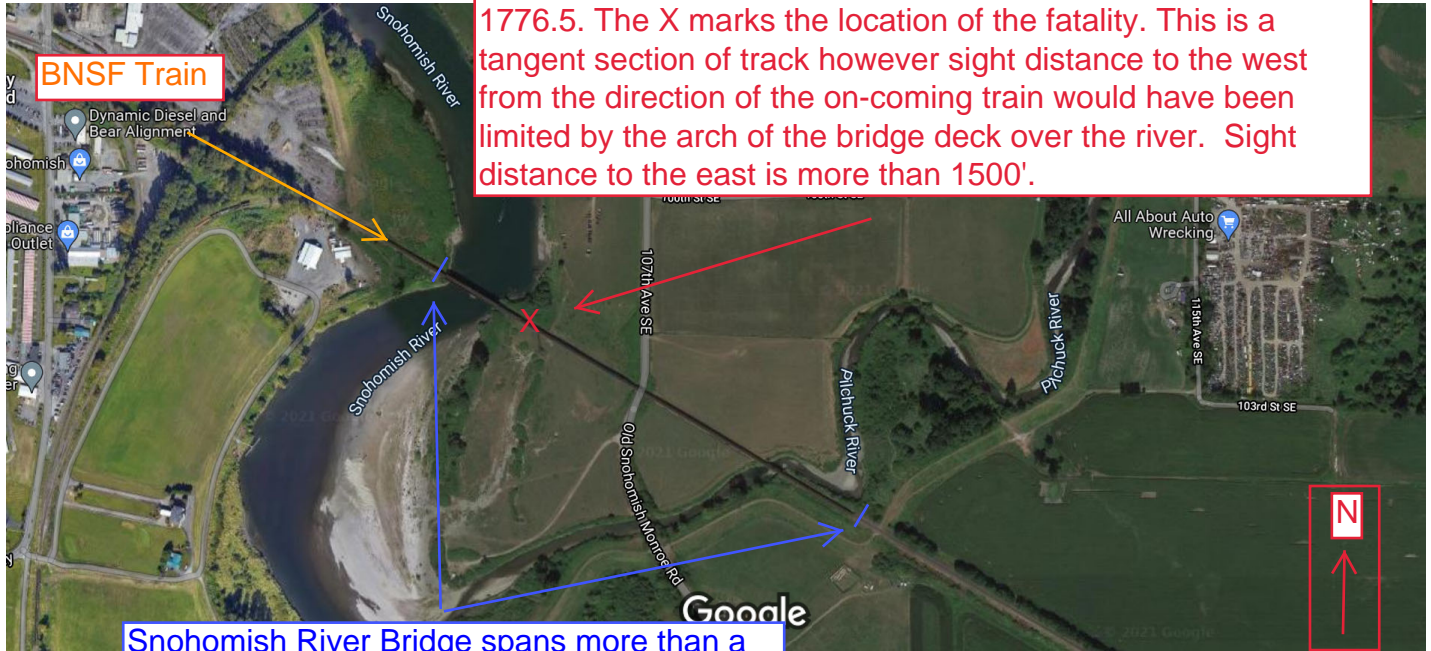 1776.5. The X marks the location of the fatality. This is a
tangent section of track however sight distance to the west
from the direction of the on-coming train would have been
limited by the arch of the bridge deck over the river.  Sight
distance to the east is more than 1500'.
BNSF Train
Snohomish River
Dynamic Diesel and
Bear Alignment
ohomish
pliance
Outlet
All About Auto
Wrecking
107th Ave SE
115th Ave SE
X
Snohomish River
Pilchuck River
Pilchuck River
103rd St SE
Old Snohomish Monroe Rd
N
Google
Snohomish River Bridge spans more than a